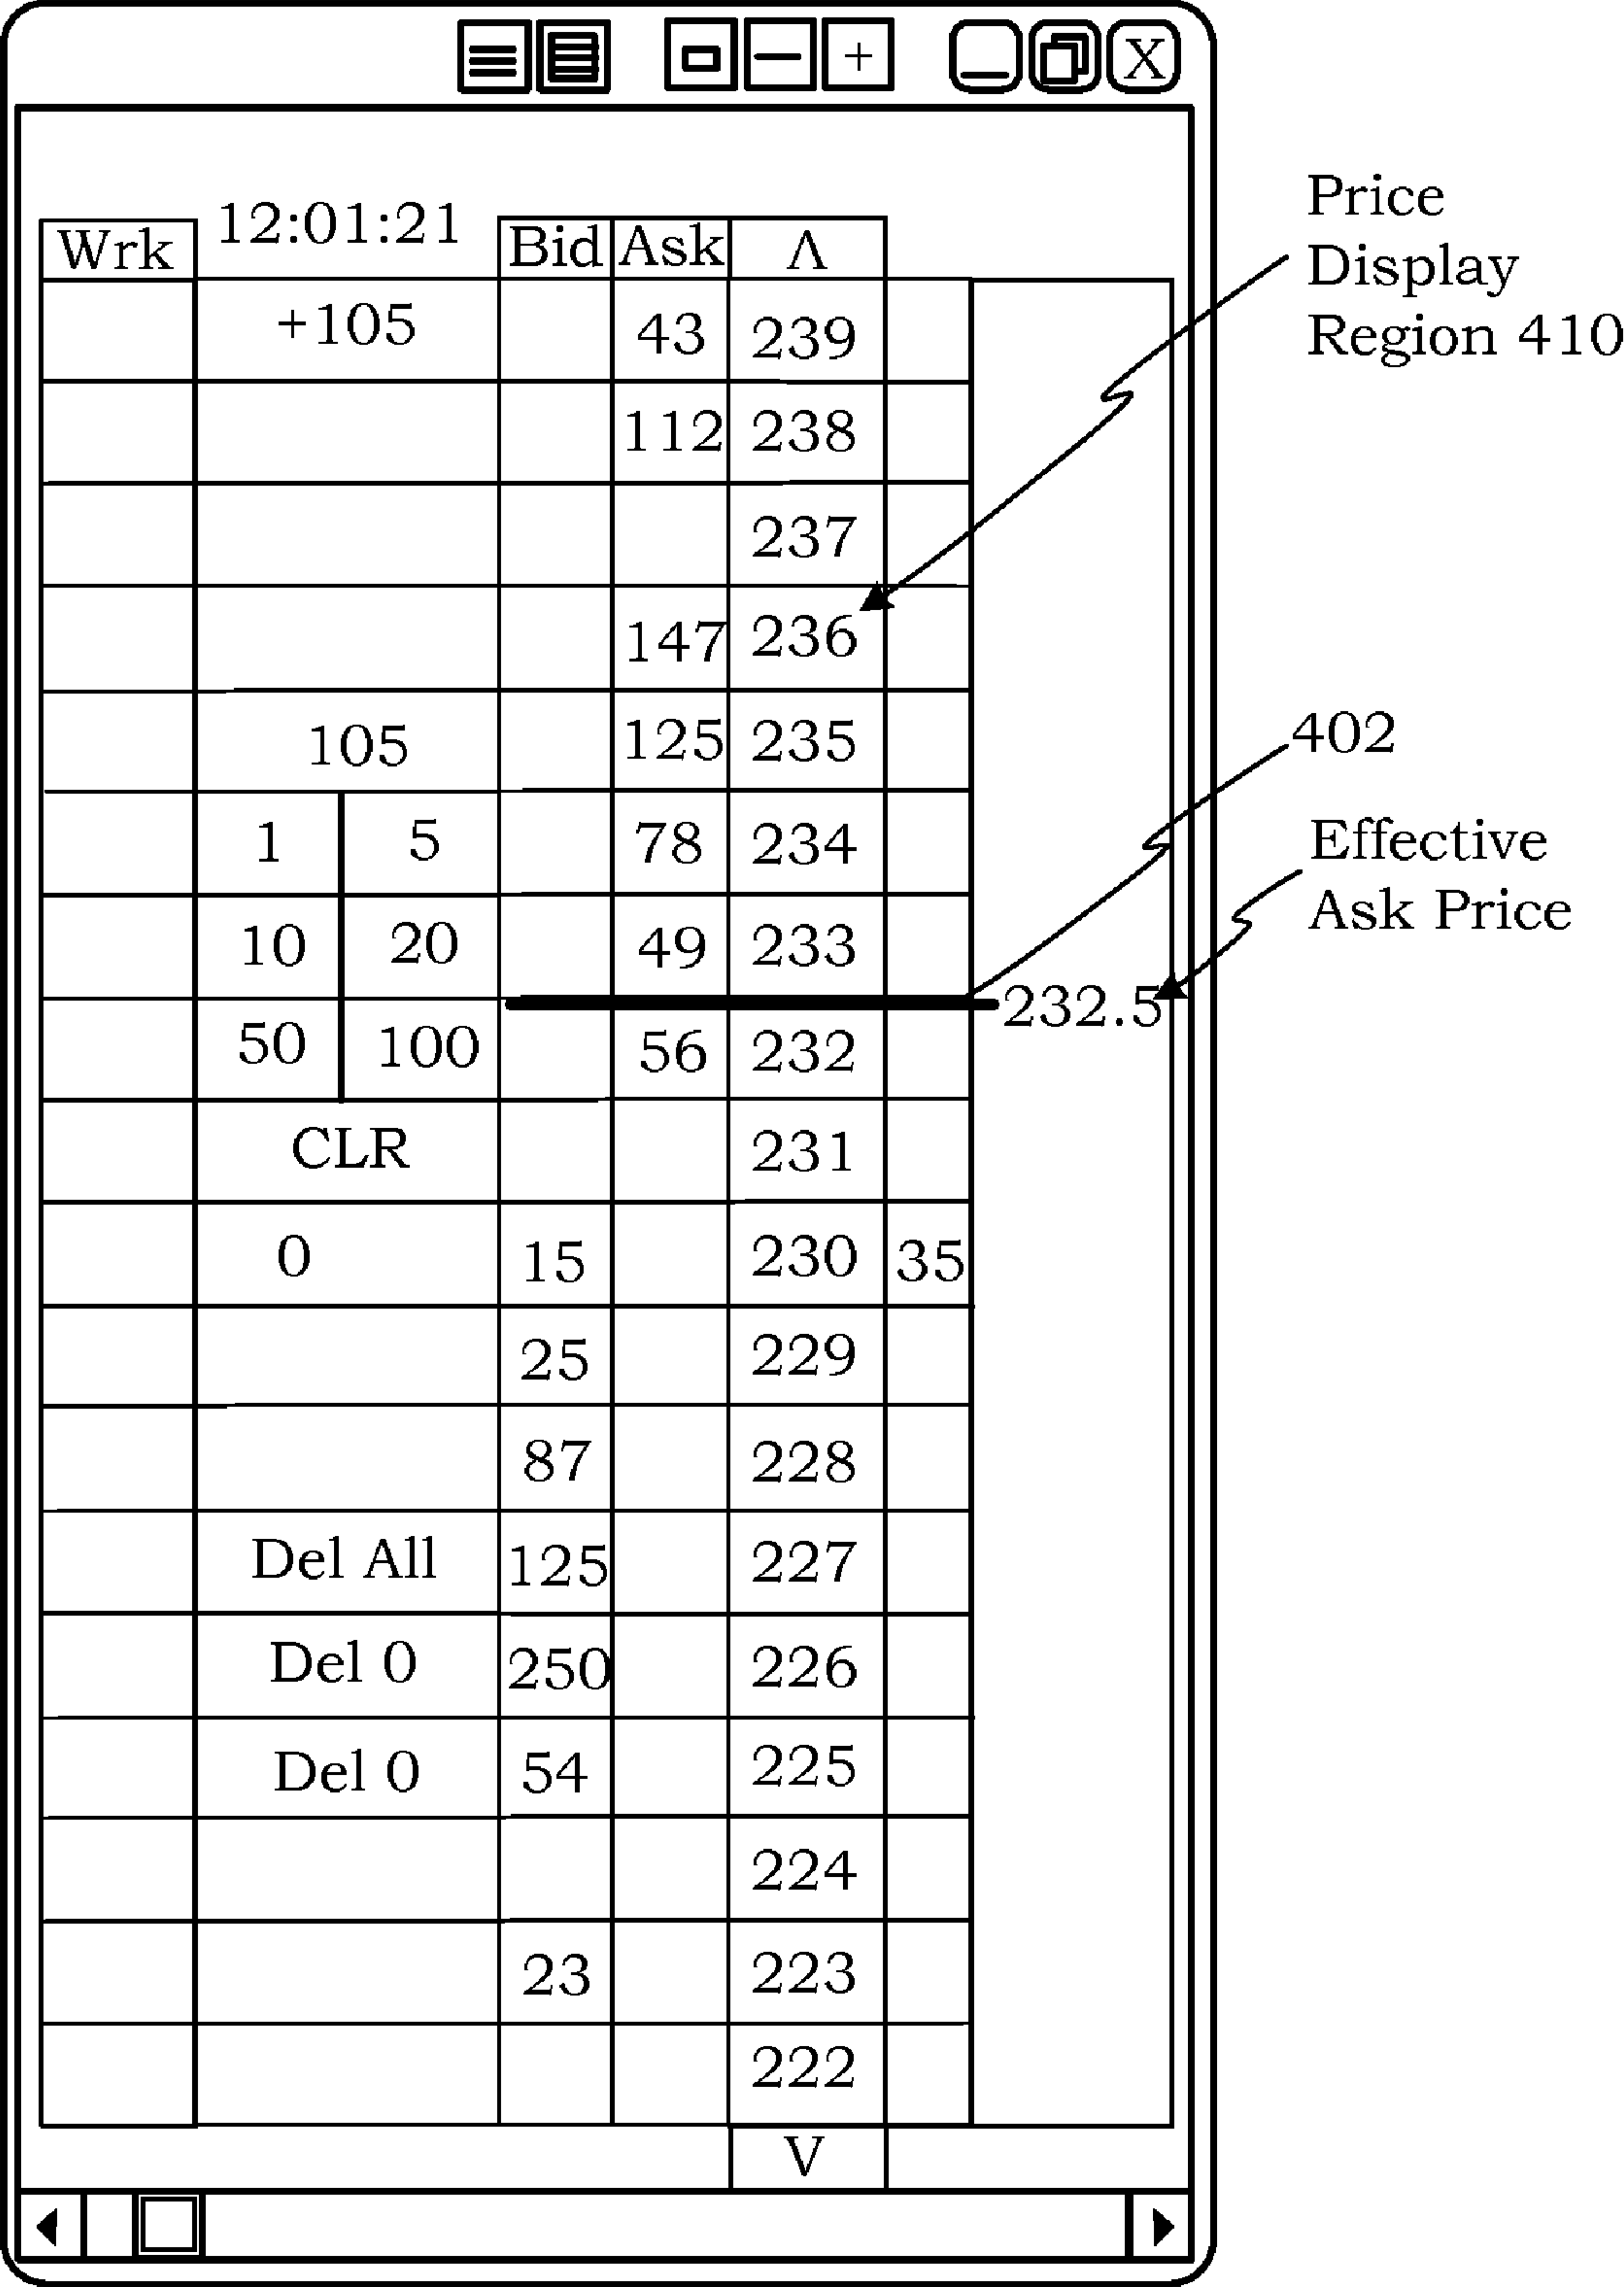 +
X
12:01:21
Wrk Bid Ask Λ
+105 43 239
112 238
237
147 236
105 125 235
1 5 78 234
10 20 49 233
232.5
50 100 56 232
CLR 231
0 15 230 35
25 229
87 228
Del All 125 227
Del 0 250 226
Del 0 54 225
224
23 223
222
V
Price
Display
Region 410
402
Effective
Ask Price